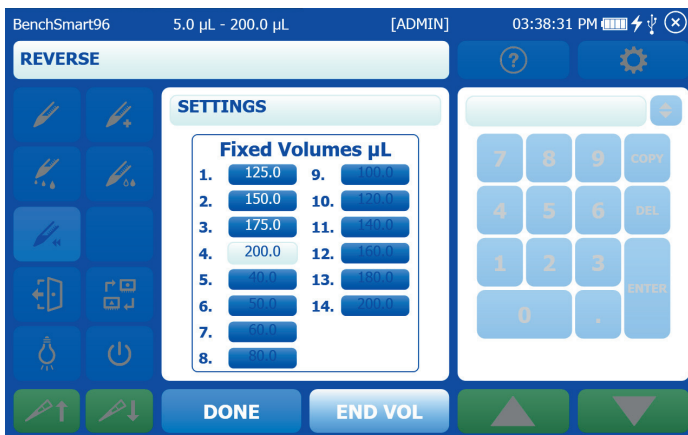 BenchSmart96 5.0 µL - 200.0 µL [ADMIN] 03:38:31 PM
REVERSE
?
SETTINGS
Fixed Volumes µL
1. 125.0 9. 100.0
2. 150.0 10. 120.0
3. 175.0 11. 140.0
4. 200.0 12. 160.0
5. 40.0 13. 180.0
6. 50.0 14. 200.0
7. 60.0
8. 80.0
7 8 9 COPY
4 5 6 DEL
1 2 3 ENTER
0 .
DONE END VOL